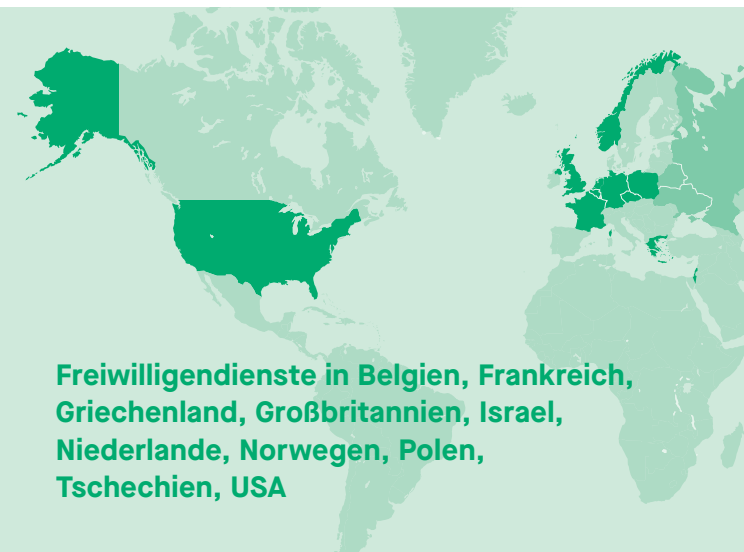 Freiwilligendienste in Belgien, Frankreich,
Griechenland, Großbritannien, Israel,
Niederlande, Norwegen, Polen,
Tschechien, USA